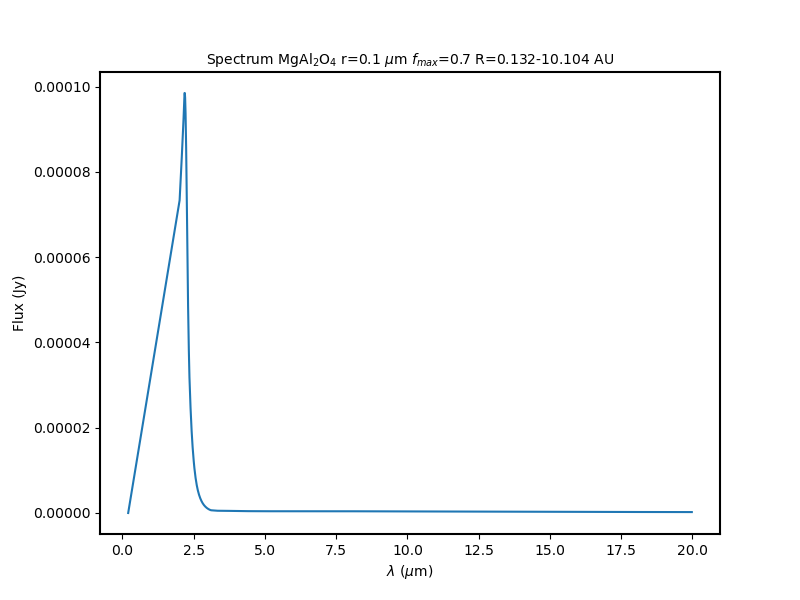 Spectrum MgAl₂O₄ r=0.1 μm f_max=0.7 R=0.132-10.104 AU
0.00010
0.00008
0.00006
0.00004
0.00002
0.00000
Flux (Jy)
0.0 2.5 5.0 7.5 10.0 12.5 15.0 17.5 20.0
λ (μm)